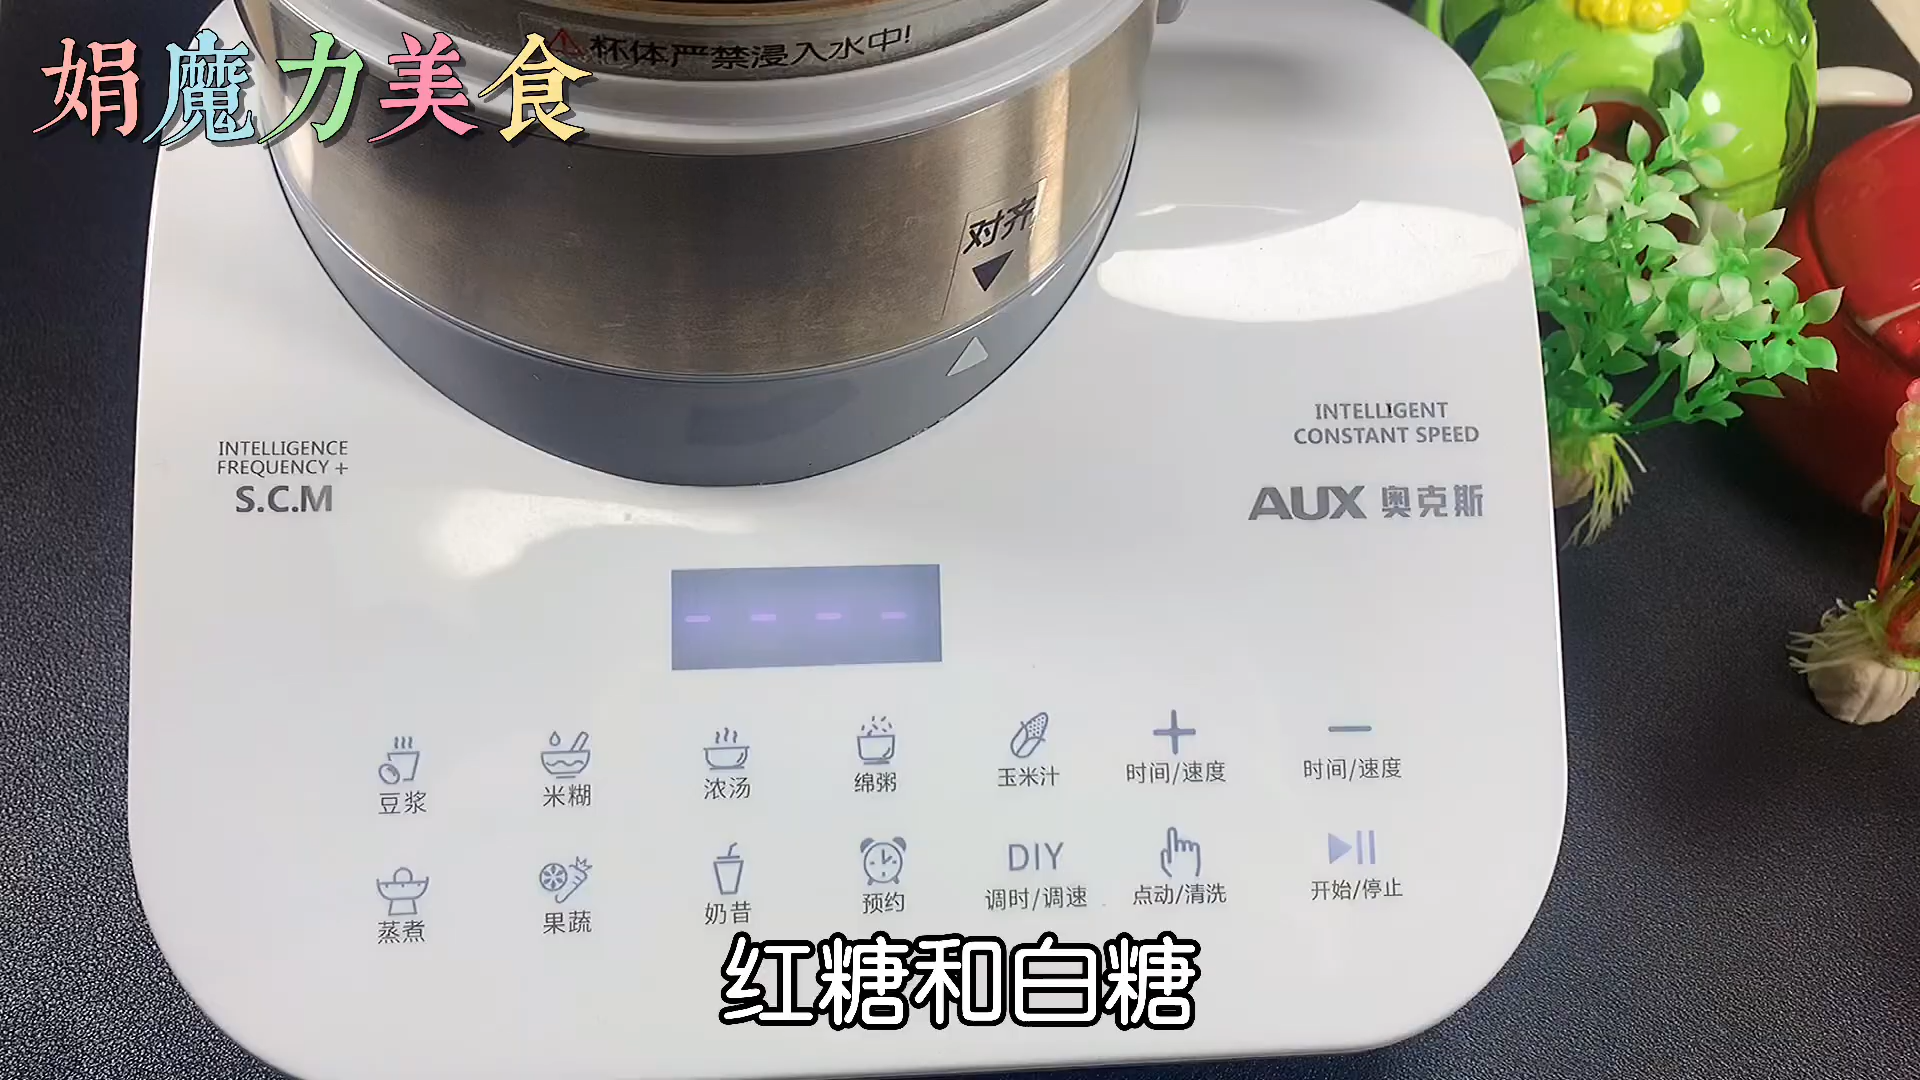 娟魔力美食
杯体严禁浸入水中!
对齐
INTELLIGENCE
FREQUENCY +
S.C.M
INTELLIGENT
CONSTANT SPEED
AUX 奥克斯
- - - -
豆浆
米糊
浓汤
绵粥
玉米汁
时间/速度
时间/速度
蒸煮
果蔬
奶昔
预约
DIY
调时/调速
点动/清洗
开始/停止
红糖和白糖